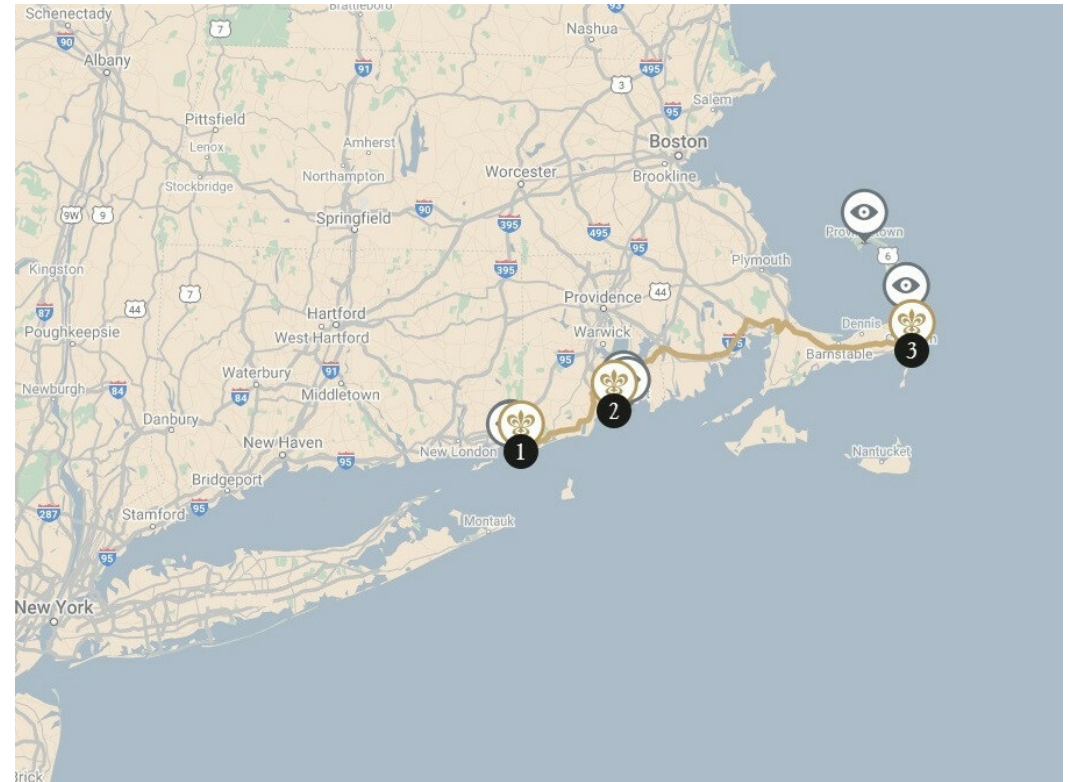 Schenectady
Brattleboro
93
Nashua
7
90
Albany
91
495
3
Salem
95
Pittsfield
Lenox
Amherst
Boston
Stockbridge
Northampton
Worcester
Brookline
9W
9
Springfield
90
395
495
95
6
Kingston
395
Plymouth
87
44
7
Providence
44
Hartford
Warwick
Dennis
Poughkeepsie
West Hartford
95
Barnstable
3
Newburgh
84
Waterbury
91
Middletown
84
2
Danbury
New Haven
New London
1
Nantucket
95
Bridgeport
Stamford
95
287
Montauk
95
New York